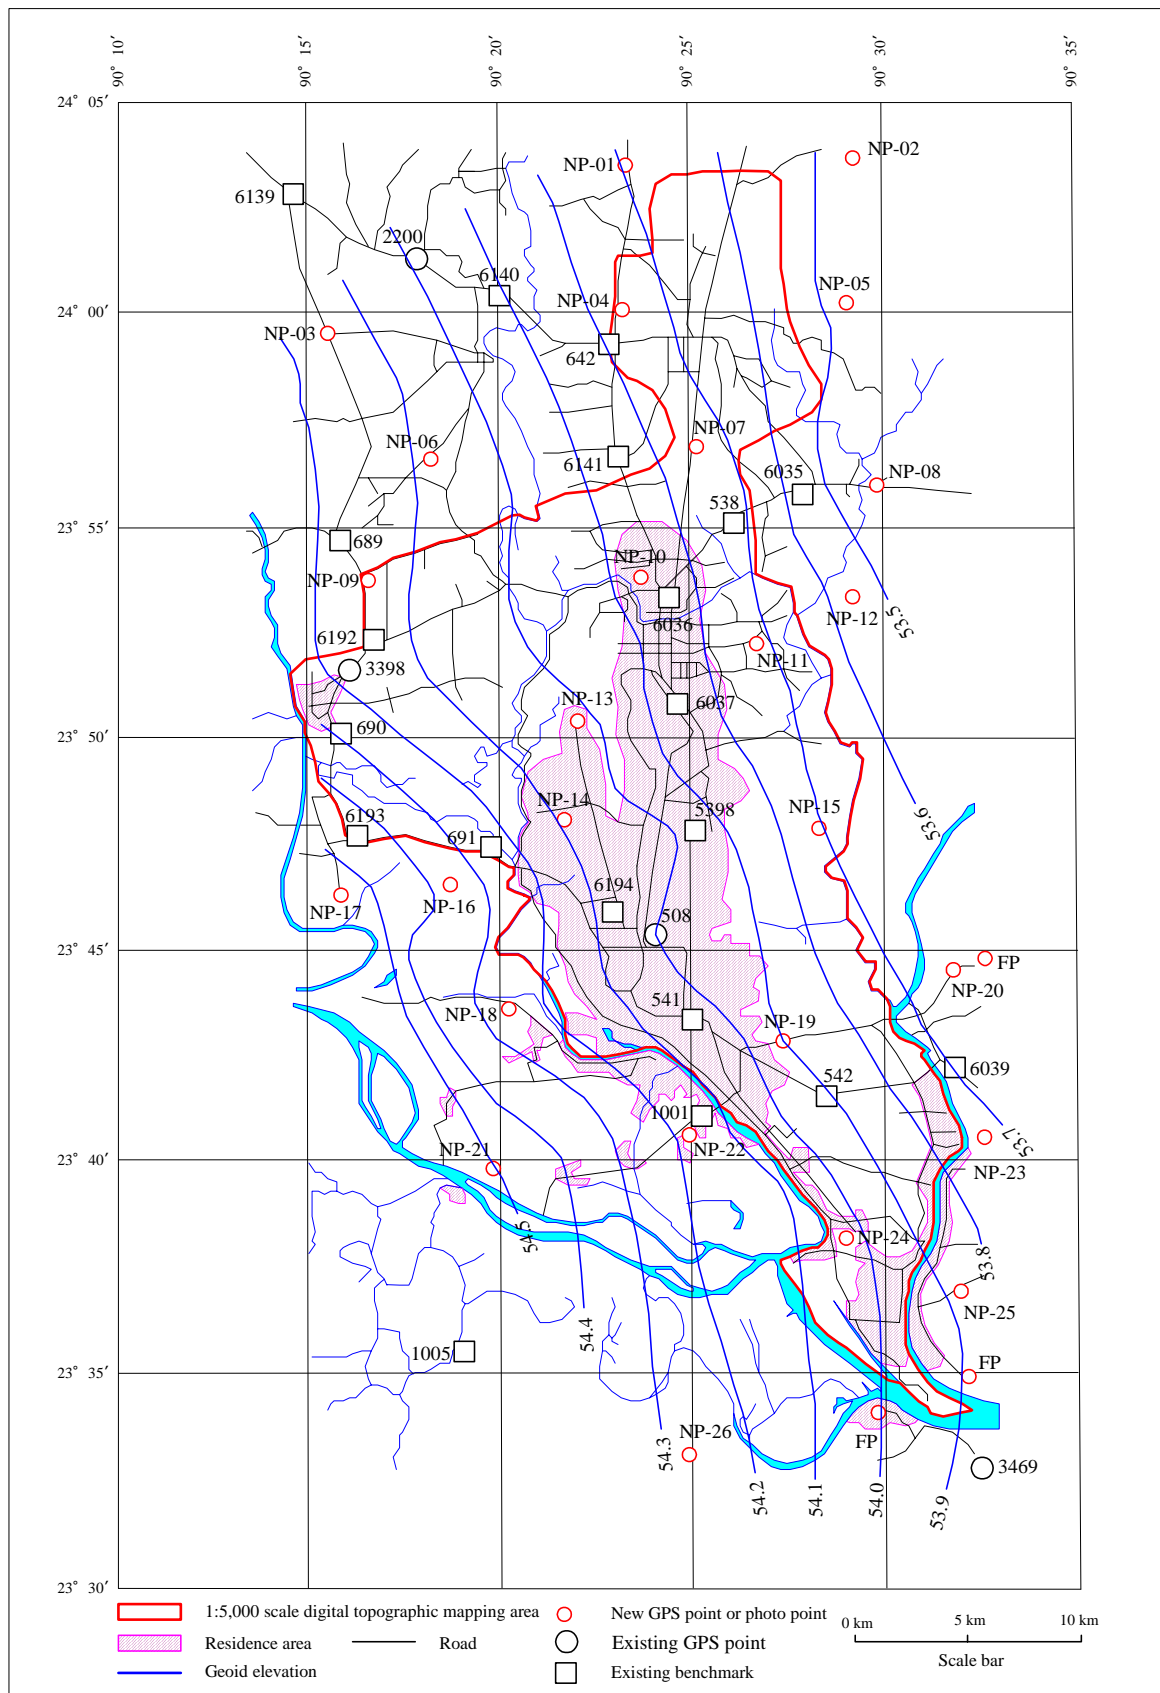 90° 10′
90° 15′
90° 20′
90° 25′
90° 30′
90° 35′
24° 05′
NP-02
NP-01
6139
2200
6140
NP-05
NP-04
24° 00′
NP-03
642
NP-07
NP-06
6141
6035
NP-08
538
23° 55′
689
NP-10
NP-09
53.5
NP-12
6192
6036
3398
NP-11
NP-13
6037
690
23° 50′
NP-14
NP-15
53.6
6193
5398
691
6194
NP-16
NP-17
508
23° 45′
FP
NP-20
541
NP-18
NP-19
542
6039
1001
53.7
NP-21
NP-22
23° 40′
NP-23
54.5
NP-24
53.8
NP-25
54.4
1005
23° 35′
FP
NP-26
FP
54.3
3469
54.2
54.1
54.0
53.9
23° 30′
1:5,000 scale digital topographic mapping area
New GPS point or photo point
0 km
5 km
10 km
Residence area
Road
Existing GPS point
Scale bar
Geoid elevation
Existing benchmark